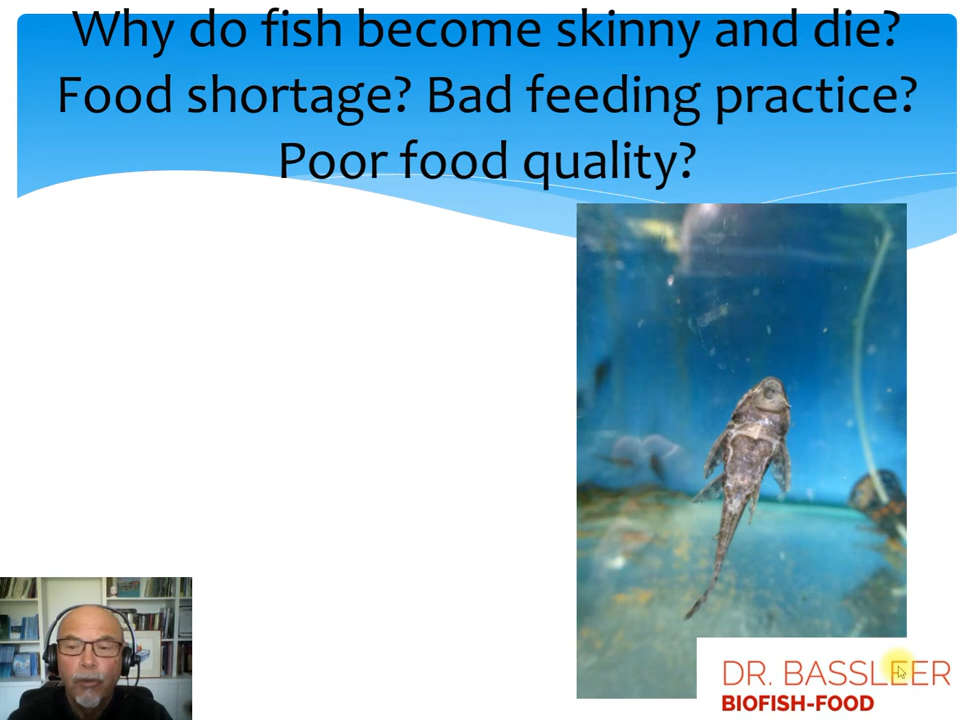 Why do fish become skinny and die?
Food shortage? Bad feeding practice?
Poor food quality?
DR. BASSLEER
BIOFISH-FOOD